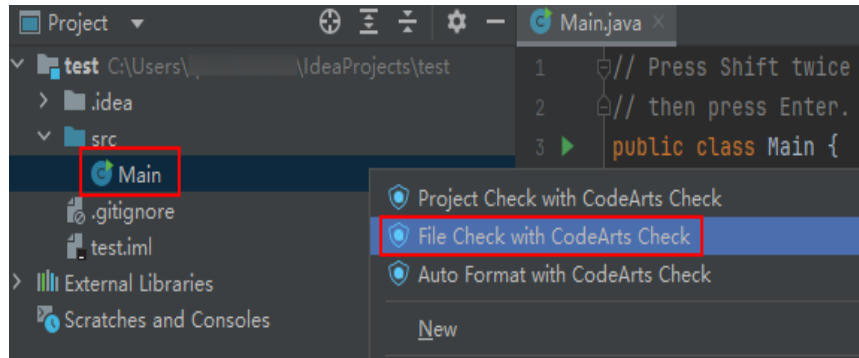 Project
Main.java
test C:\Users\ \IdeaProjects\test
.idea
src
Main
.gitignore
test.iml
External Libraries
Scratches and Consoles
1 // Press Shift twice
2 // then press Enter.
3 public class Main {
Project Check with CodeArts Check
File Check with CodeArts Check
Auto Format with CodeArts Check
New